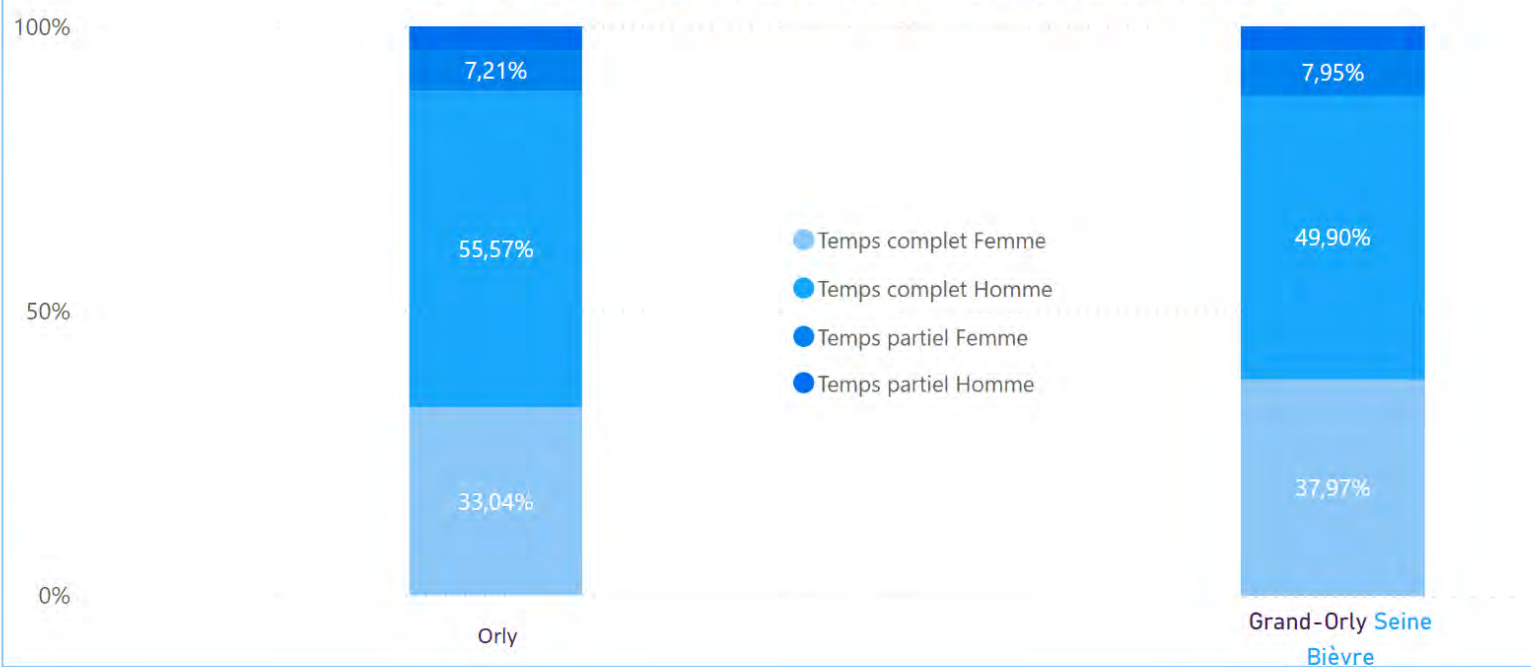 100%
7,21%
7,95%
55,57%
49,90%
Temps complet Femme
Temps complet Homme
50%
Temps partiel Femme
Temps partiel Homme
33,04%
37,97%
0%
Orly
Grand-Orly Seine
Bièvre